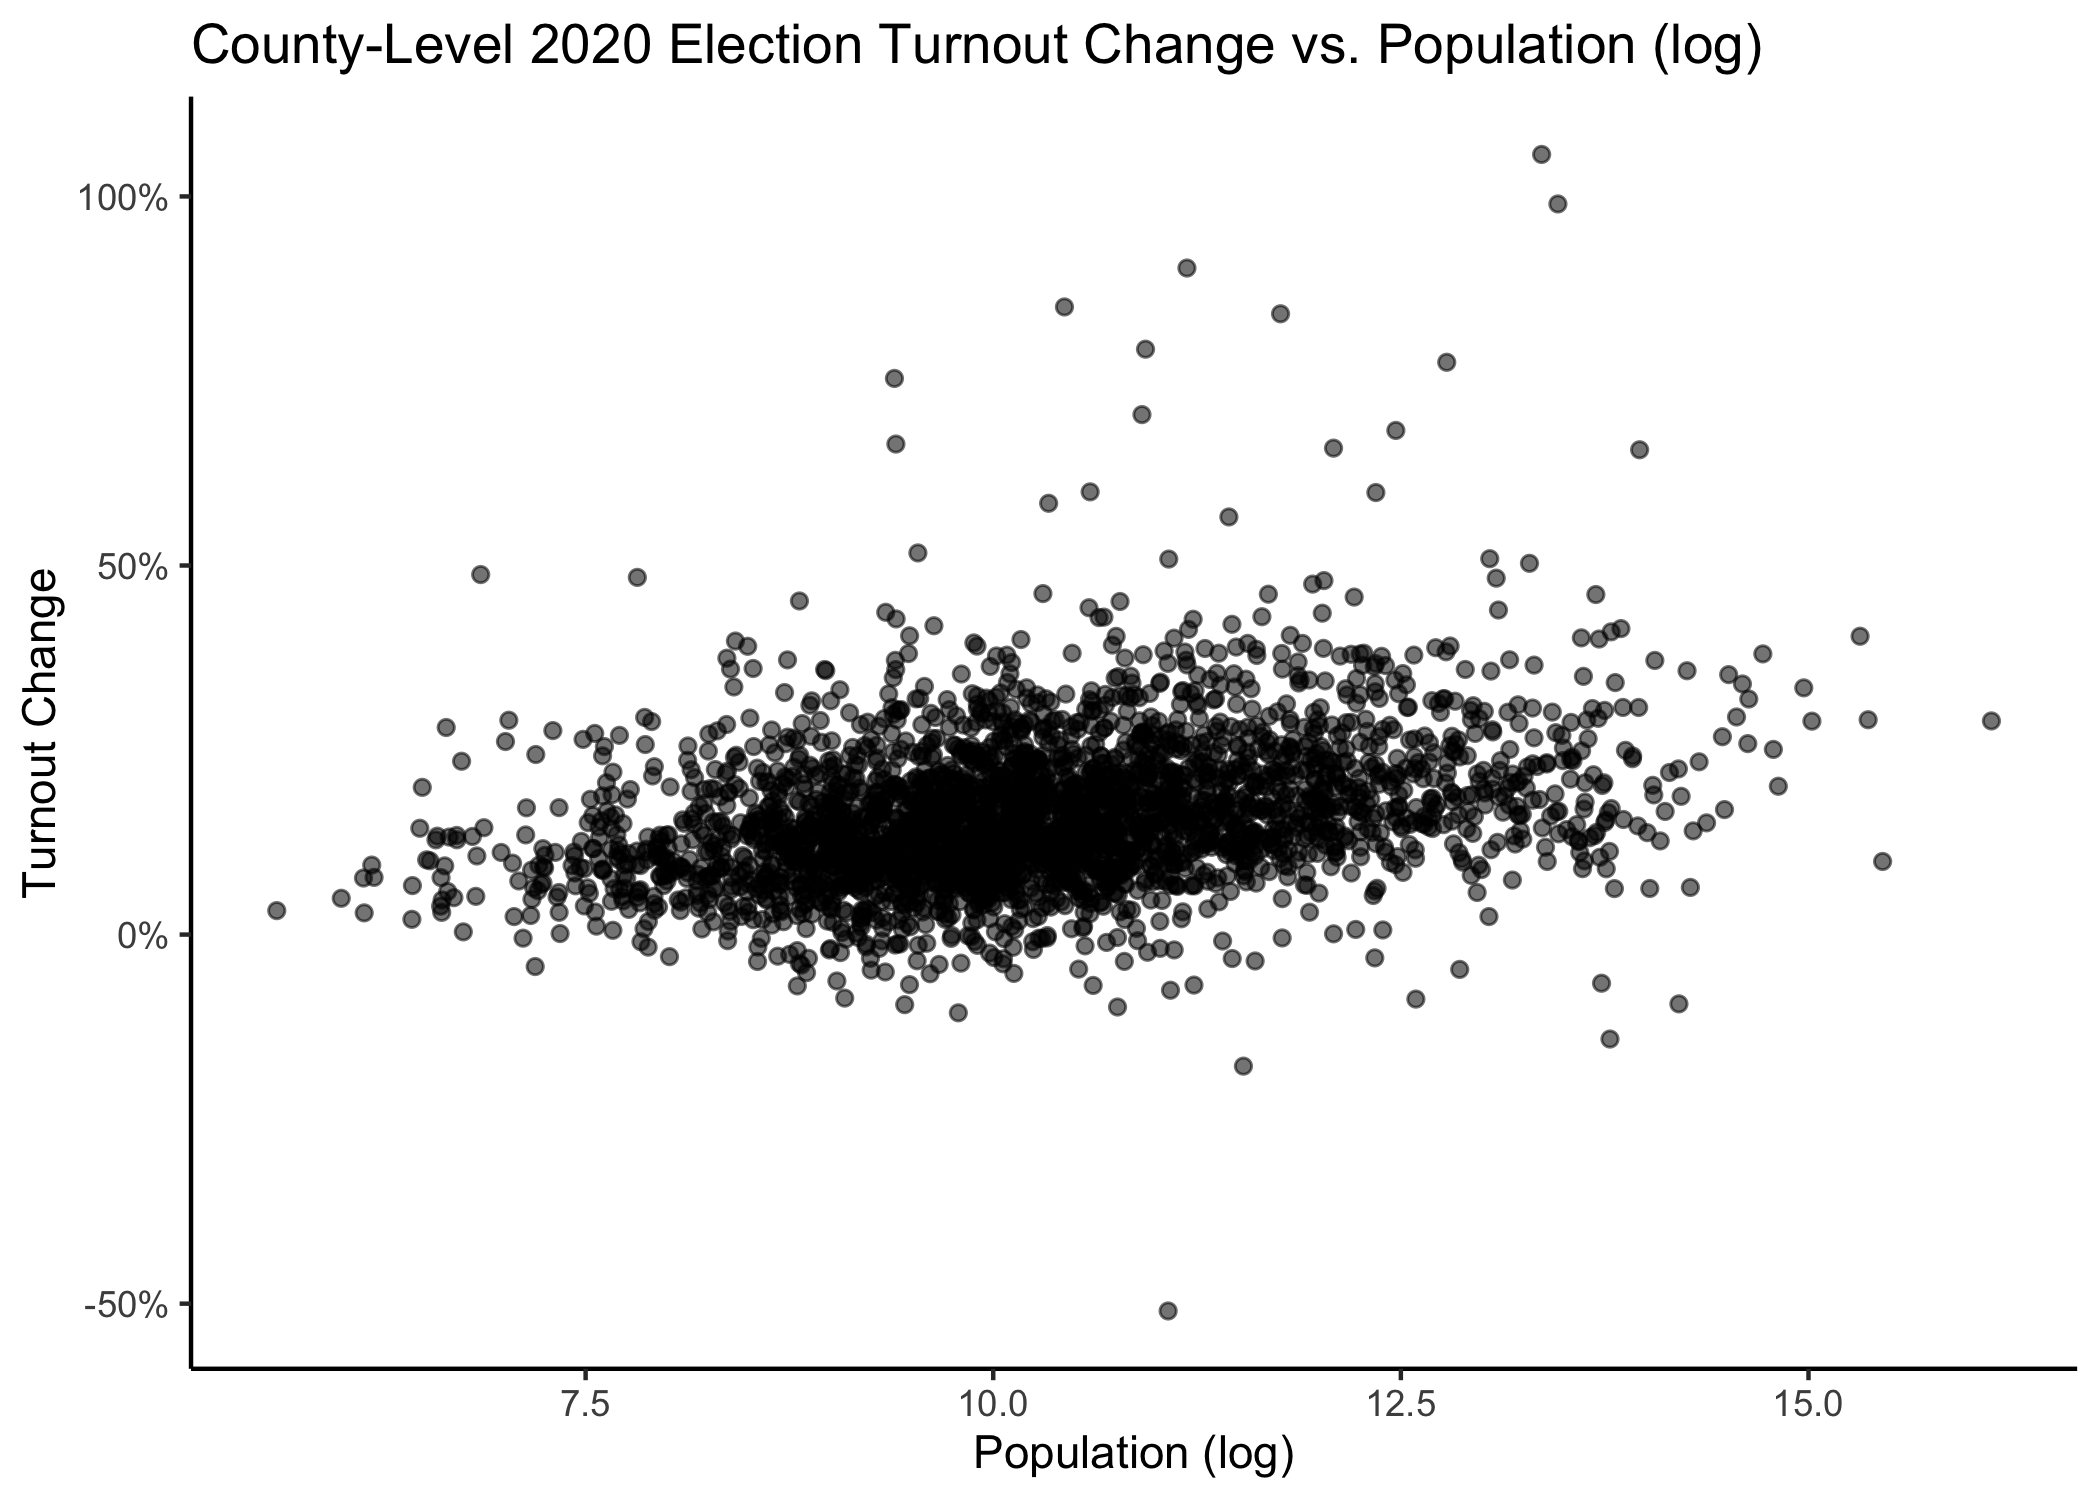 County-Level 2020 Election Turnout Change vs. Population (log)
Turnout Change
100%
50%
0%
-50%
7.5 10.0 12.5 15.0
Population (log)